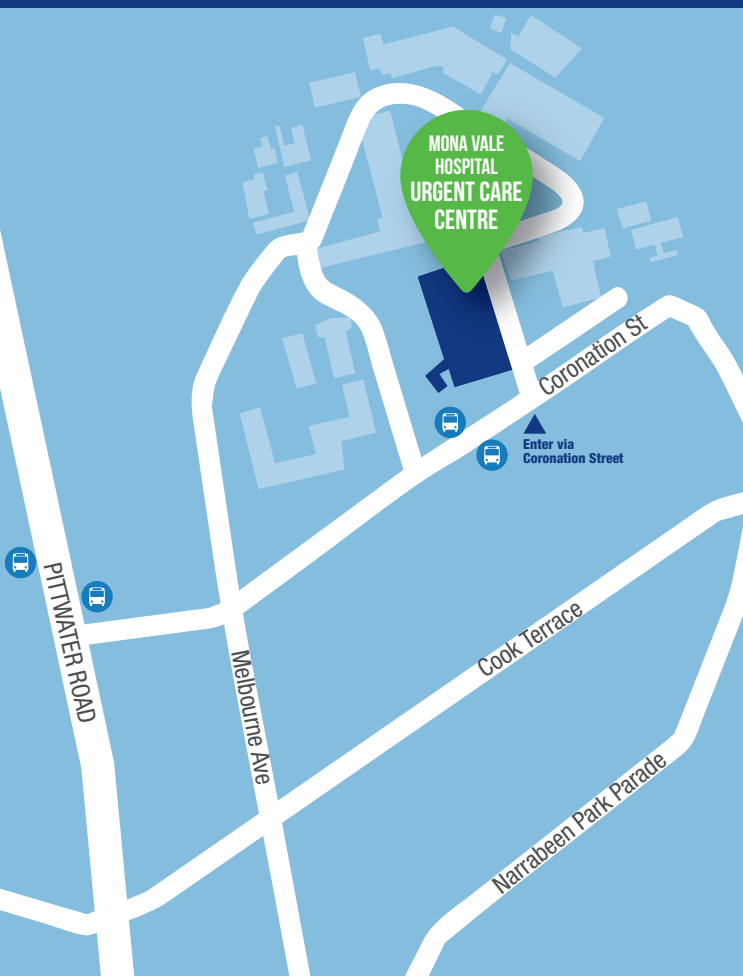 MONA VALE
HOSPITAL
URGENT CARE
CENTRE
Coronation St
Enter via
Coronation Street
PITTWATER ROAD
Melbourne Ave
Cook Terrace
Narrabeen Park Parade